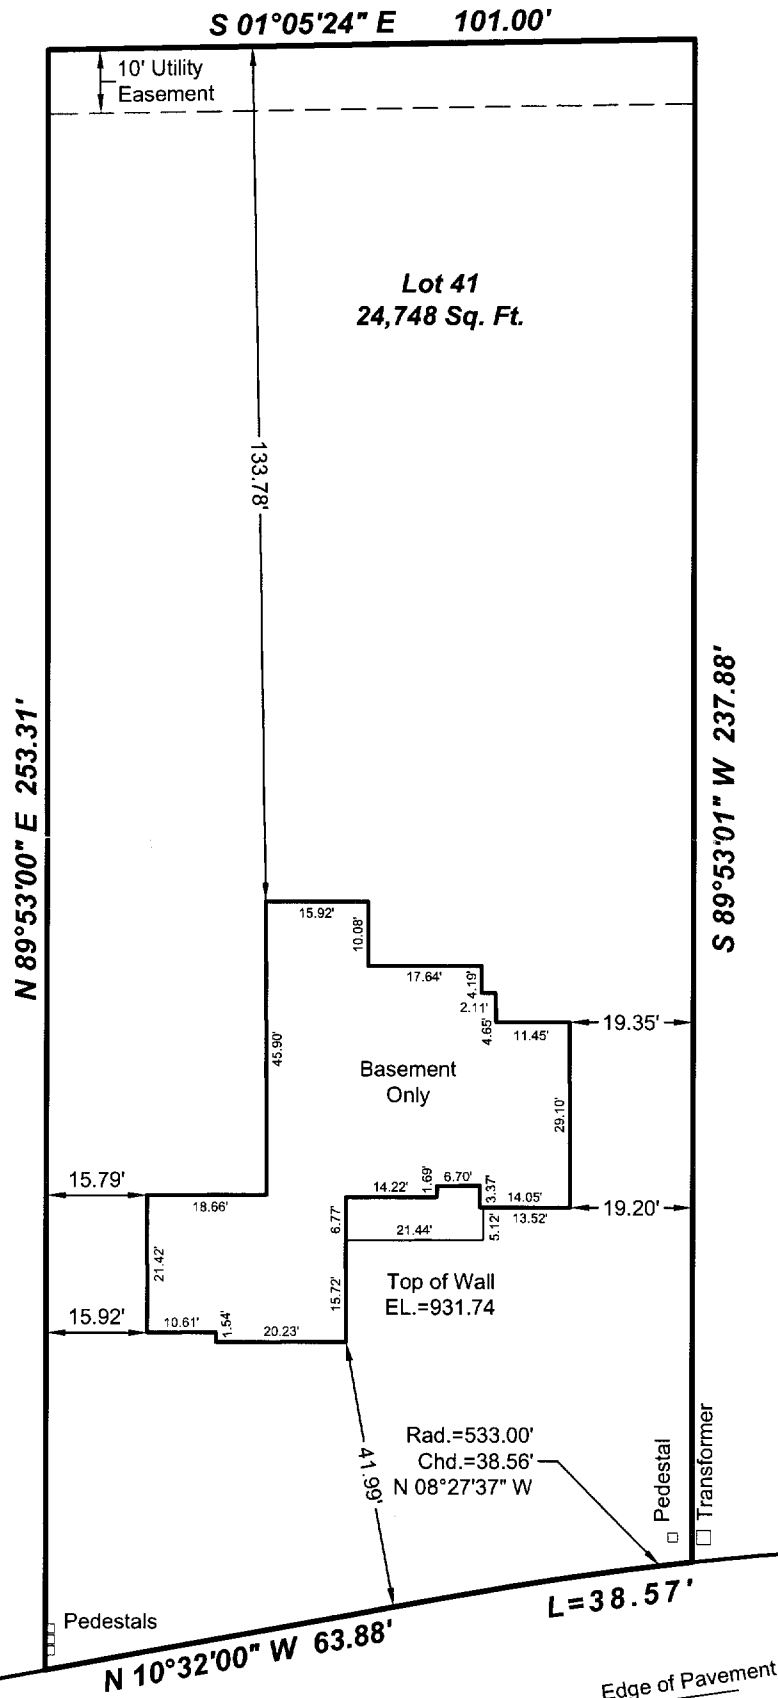 S 01°05'24" E 101.00'
10' Utility
Easement
Lot 41
24,748 Sq. Ft.
133.78'
N 89°53'00" E 253.31'
S 89°53'01" W 237.88'
15.92'
10.08'
17.64'
4.19'
2.11'
4.65'
11.45'
19.35'
45.90'
Basement
Only
29.10'
15.79'
18.66'
14.22'
1.69'
6.70'
3.37'
14.05'
13.52'
19.20'
6.77'
21.44'
5.12'
21.42'
15.72'
Top of Wall
EL.=931.74
15.92'
10.61'
1.54'
20.23'
41.99'
Rad.=533.00'
Chd.=38.56'
N 08°27'37" W
Pedestal
Transformer
Pedestals
N 10°32'00" W 63.88'
L=38.57'
Edge of Pavement